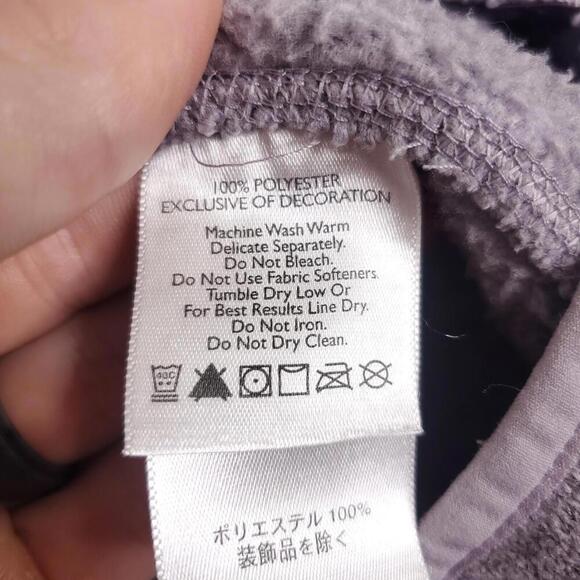 100% POLYESTER
EXCLUSIVE OF DECORATION
Machine Wash Warm
Delicate Separately.
Do Not Bleach.
Do Not Use Fabric Softeners.
Tumble Dry Low Or
For Best Results Line Dry.
Do Not Iron.
Do Not Dry Clean.
40C
ポリエステル 100%
装飾品を除く